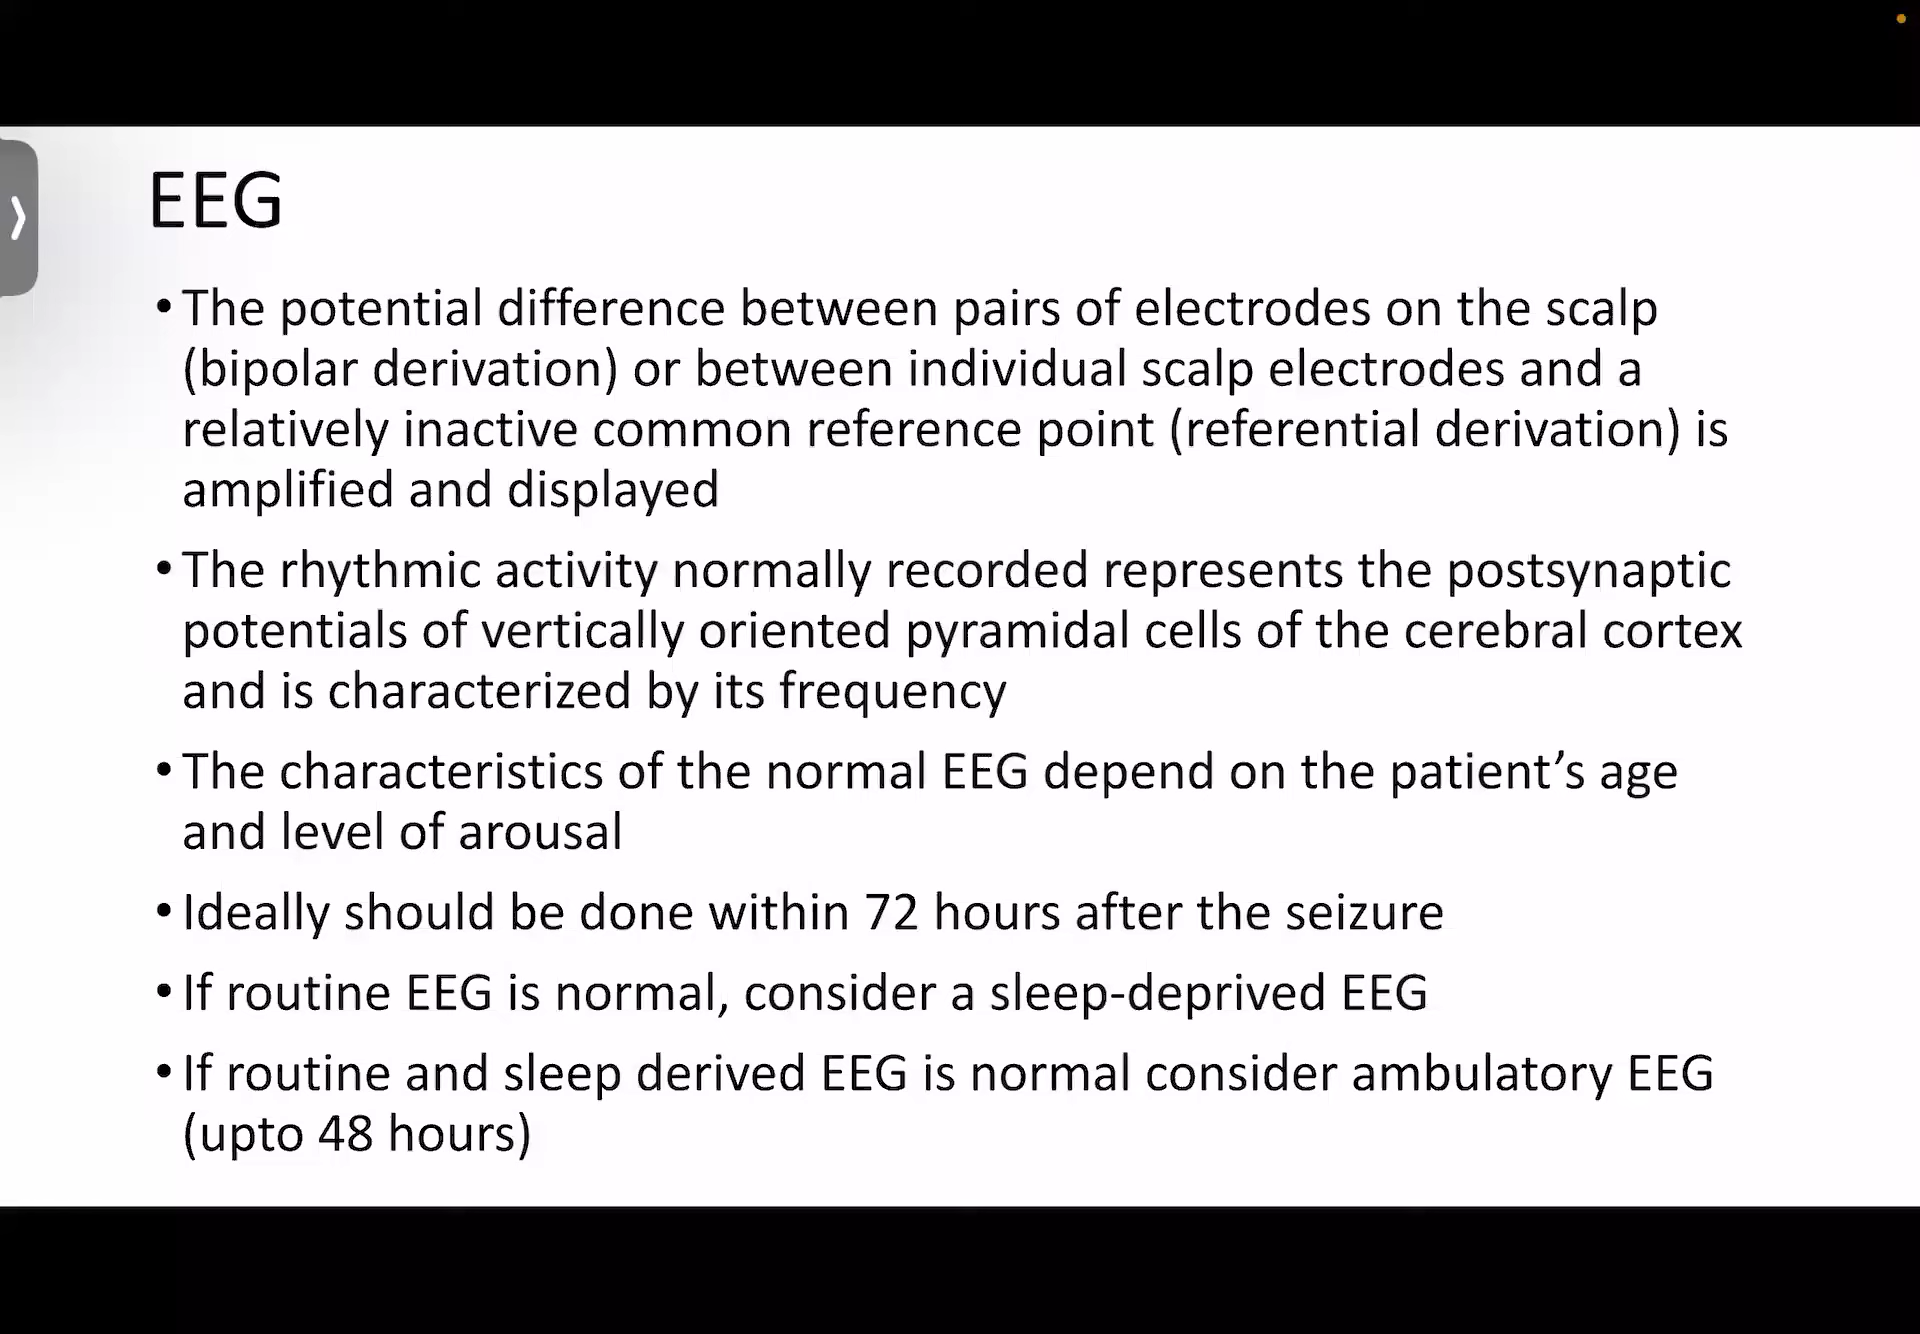 EEG
• The potential difference between pairs of electrodes on the scalp
(bipolar derivation) or between individual scalp electrodes and a
relatively inactive common reference point (referential derivation) is
amplified and displayed
• The rhythmic activity normally recorded represents the postsynaptic
potentials of vertically oriented pyramidal cells of the cerebral cortex
and is characterized by its frequency
• The characteristics of the normal EEG depend on the patient’s age
and level of arousal
• Ideally should be done within 72 hours after the seizure
• If routine EEG is normal, consider a sleep-deprived EEG
• If routine and sleep derived EEG is normal consider ambulatory EEG
(upto 48 hours)